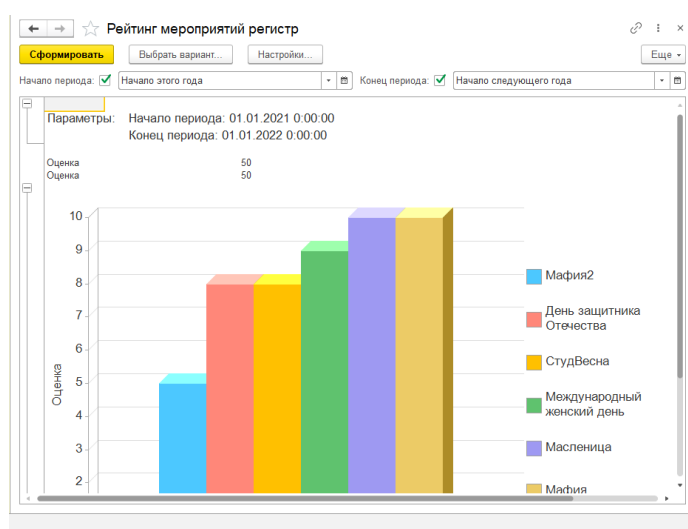 Рейтинг мероприятий регистр
Сформировать
Выбрать вариант...
Настройки...
Еще
Начало периода:
Начало этого года
Конец периода:
Начало следующего года
Параметры:
Начало периода: 01.01.2021 0:00:00
Конец периода: 01.01.2022 0:00:00
Оценка 50
Оценка 50
10
9
8
7
6
5
4
3
2
Оценка
Мафия2
День защитника
Отечества
СтудВесна
Международный
женский день
Масленица
Мафия